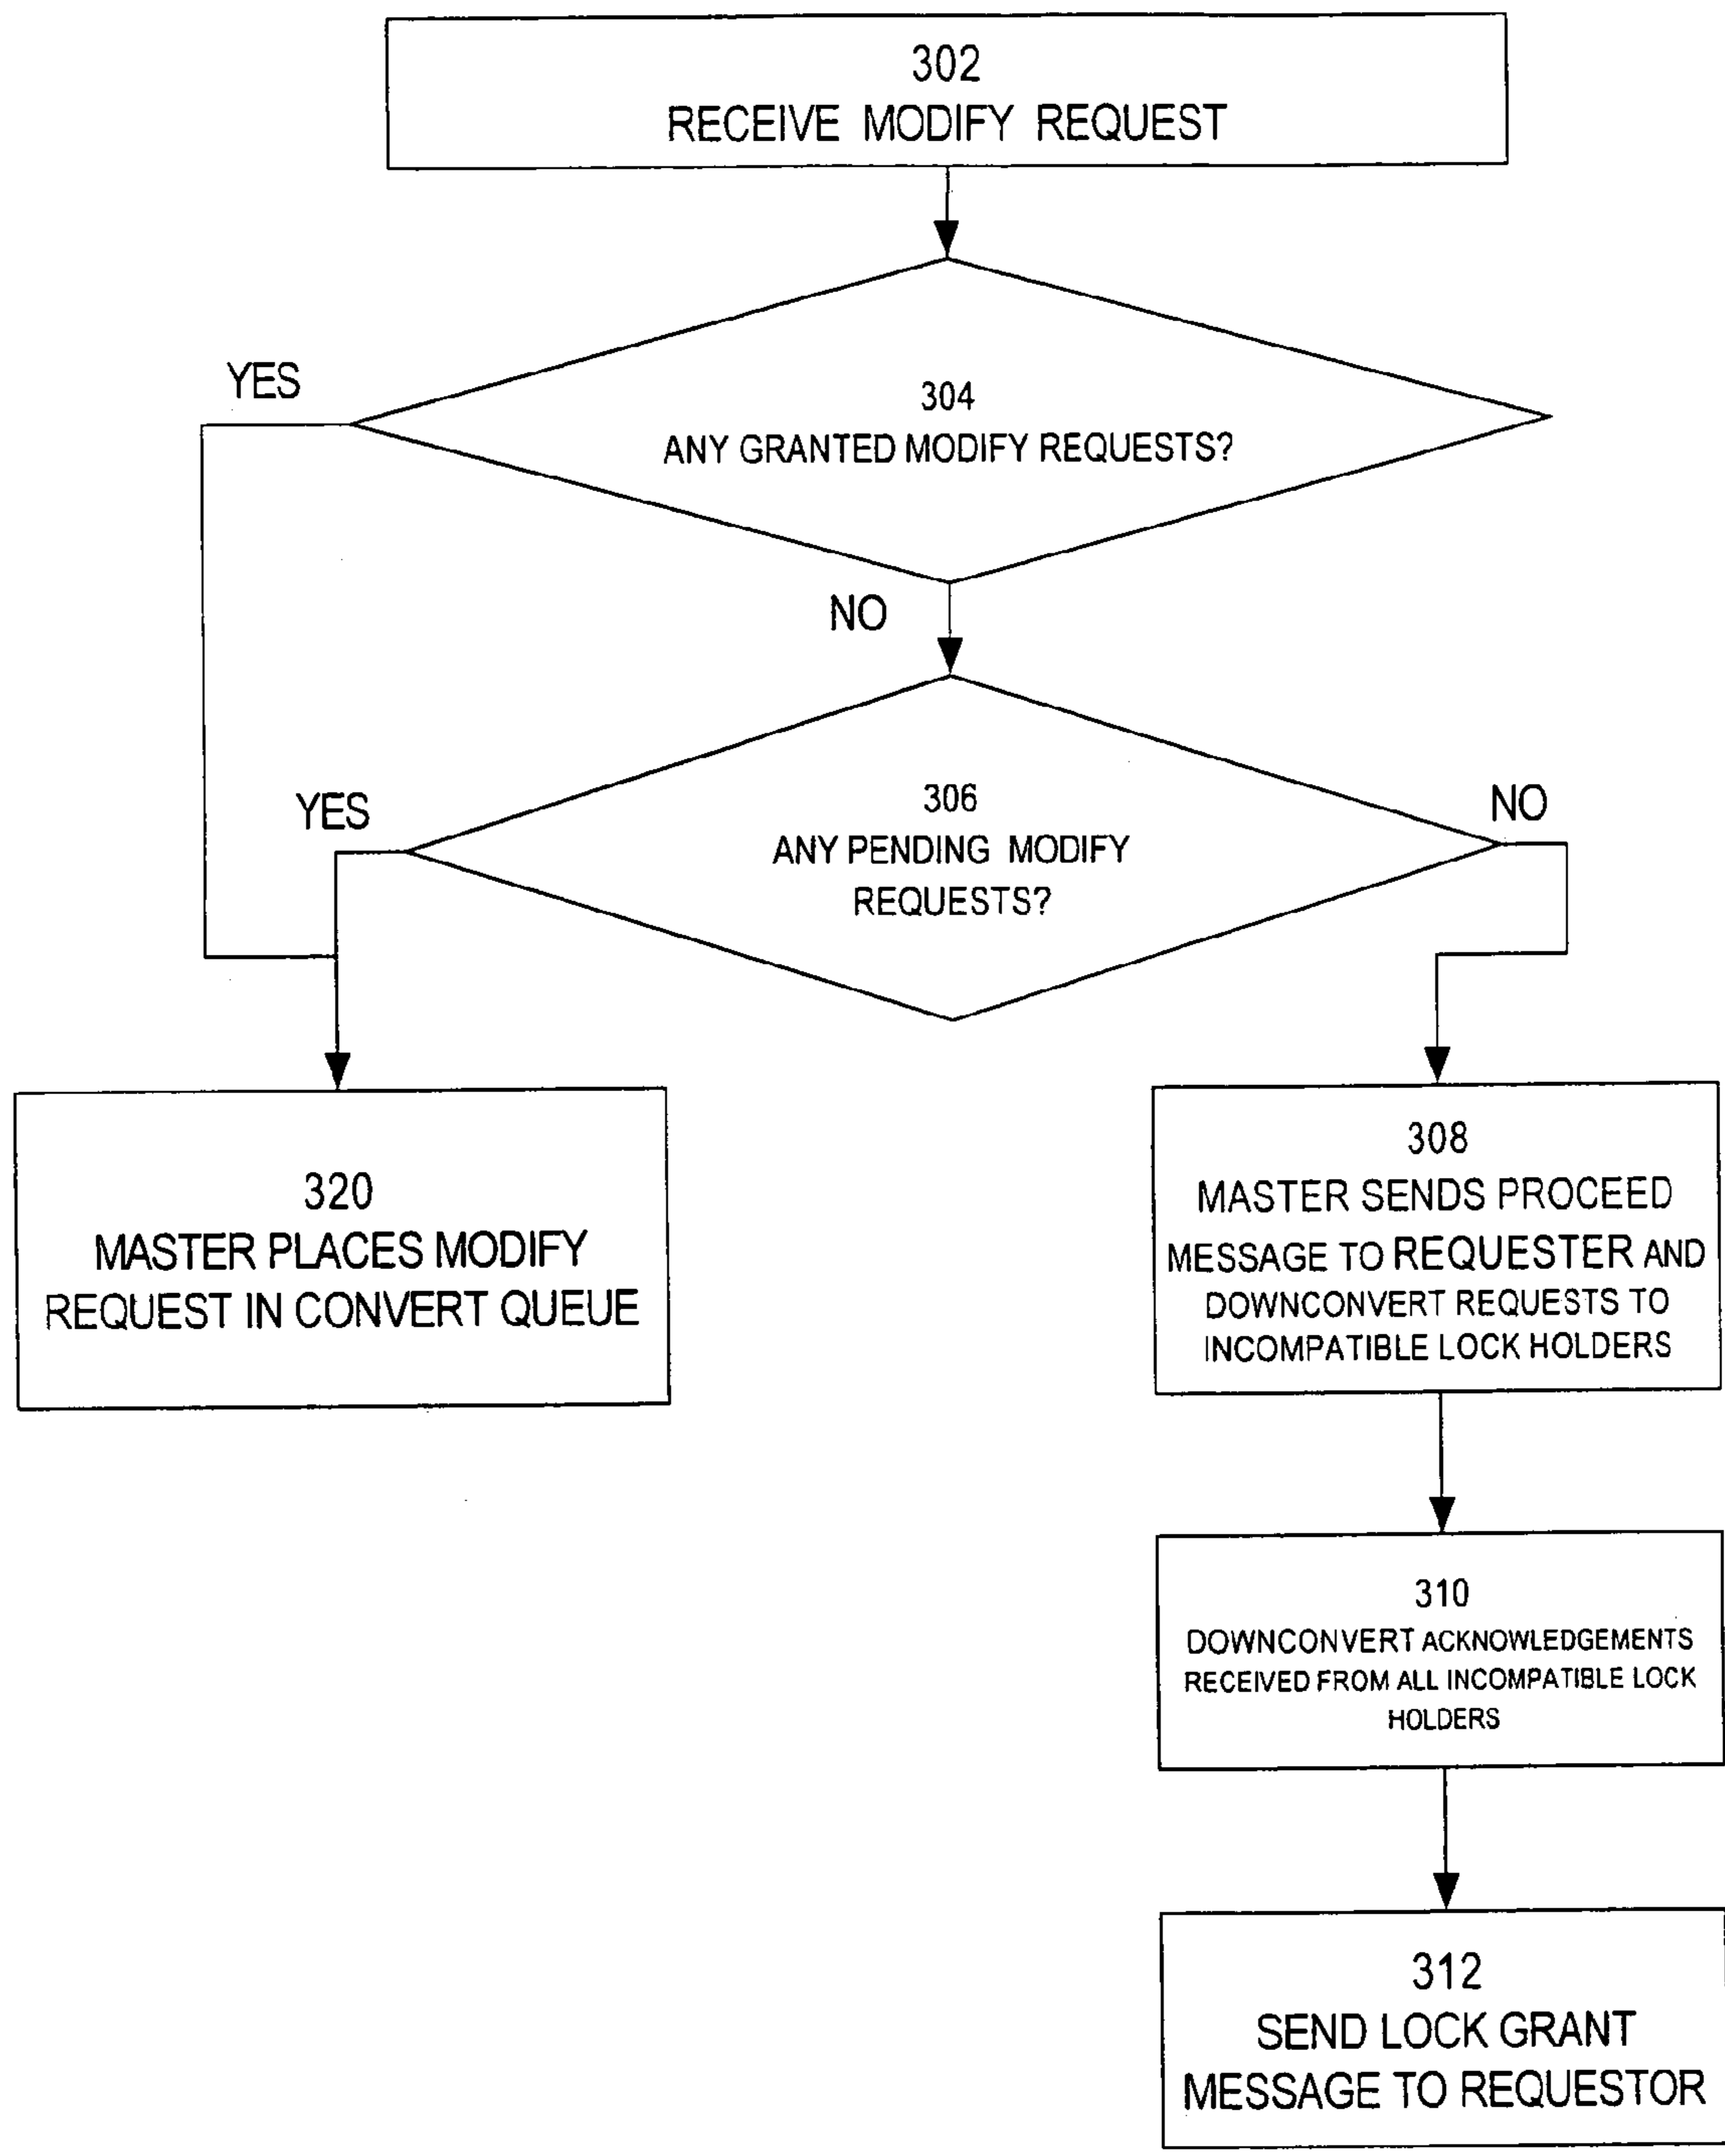 302
RECEIVE MODIFY REQUEST
YES
304
ANY GRANTED MODIFY REQUESTS?
NO
YES
306
ANY PENDING MODIFY
REQUESTS?
NO
320
MASTER PLACES MODIFY
REQUEST IN CONVERT QUEUE
308
MASTER SENDS PROCEED
MESSAGE TO REQUESTER AND
DOWNCONVERT REQUESTS TO
INCOMPATIBLE LOCK HOLDERS
310
DOWNCONVERT ACKNOWLEDGEMENTS
RECEIVED FROM ALL INCOMPATIBLE LOCK
HOLDERS
312
SEND LOCK GRANT
MESSAGE TO REQUESTOR